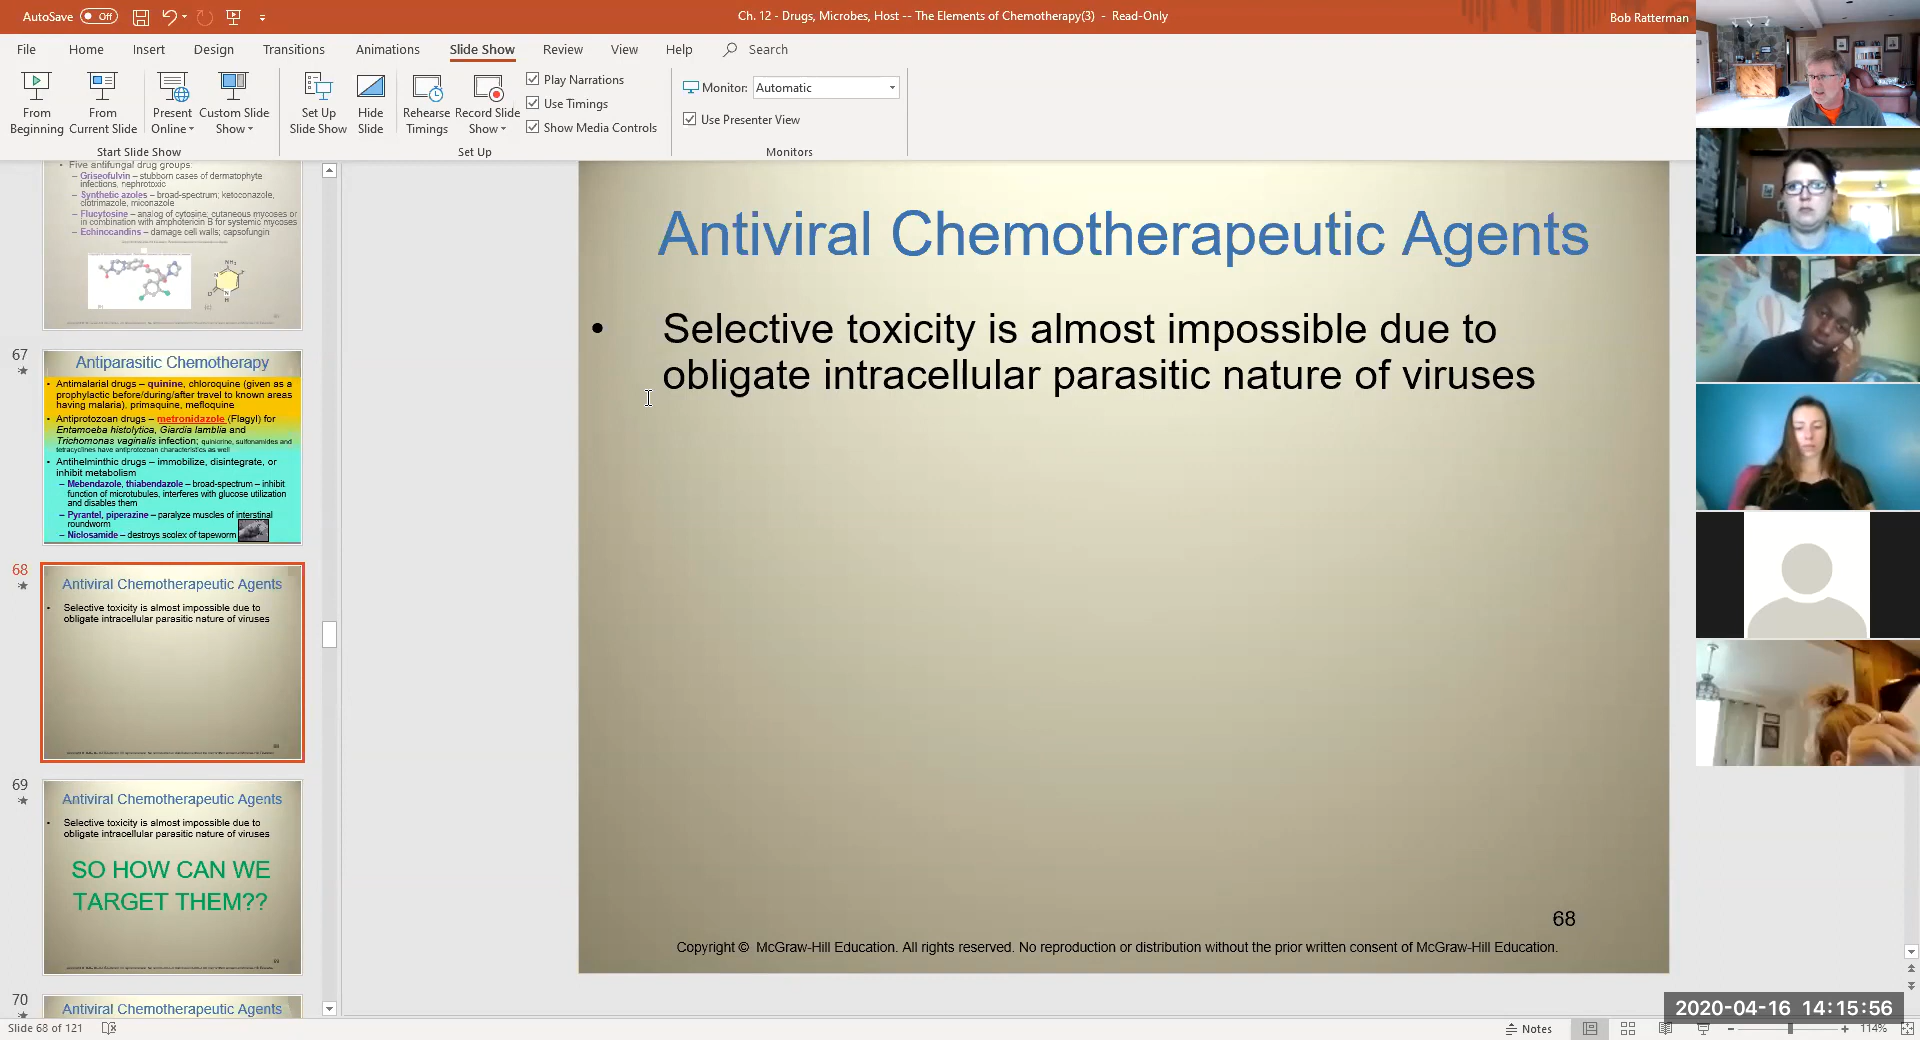 AutoSave Off
Ch. 12 - Drugs, Microbes, Host -- The Elements of Chemotherapy(3) - Read-Only
Bob Ratterman
File Home Insert Design Transitions Animations Slide Show Review View Help Search
From Beginning
From Current Slide
Present Online
Custom Slide Show
Start Slide Show
Set Up Slide Show
Hide Slide
Rehearse Timings
Record Slide Show
Play Narrations
Use Timings
Show Media Controls
Set Up
Monitor: Automatic
Use Presenter View
Monitors
• Five antifungal drug groups:
– Griseofulvin – stubborn cases of dermatophyte
infections, nephrotoxic
– Synthetic azoles – broad-spectrum; ketoconazole,
clotrimazole, miconazole
– Flucytosine – analog of cytosine; cutaneous mycoses or
in combination with amphotericin B for systemic mycoses
– Echinocandins – damage cell walls; capsofungin
67
Antiparasitic Chemotherapy
• Antimalarial drugs – quinine, chloroquine (given as a
prophylactic before/during/after travel to known areas
having malaria), primaquine, mefloquine
• Antiprotozoan drugs – metronidazole (Flagyl) for
Entamoeba histolytica, Giardia lamblia and
Trichomonas vaginalis infection; quinicrine, sulfonamides and
tetracyclines have antiprotozoan characteristics as well
• Antihelminthic drugs – immobilize, disintegrate, or
inhibit metabolism
– Mebendazole, thiabendazole – broad-spectrum – inhibit
function of microtubules, interferes with glucose utilization
and disables them
– Pyrantel, piperazine – paralyze muscles of interstinal
roundworm
– Niclosamide – destroys scolex of tapeworm
68
Antiviral Chemotherapeutic Agents
• Selective toxicity is almost impossible due to
obligate intracellular parasitic nature of viruses
69
Antiviral Chemotherapeutic Agents
• Selective toxicity is almost impossible due to
obligate intracellular parasitic nature of viruses
SO HOW CAN WE
TARGET THEM??
70
Antiviral Chemotherapeutic Agents
Antiviral Chemotherapeutic Agents
• Selective toxicity is almost impossible due to
obligate intracellular parasitic nature of viruses
68
Copyright © McGraw-Hill Education. All rights reserved. No reproduction or distribution without the prior written consent of McGraw-Hill Education.
2020-04-16 14:15:56
Slide 68 of 121
Notes
114%